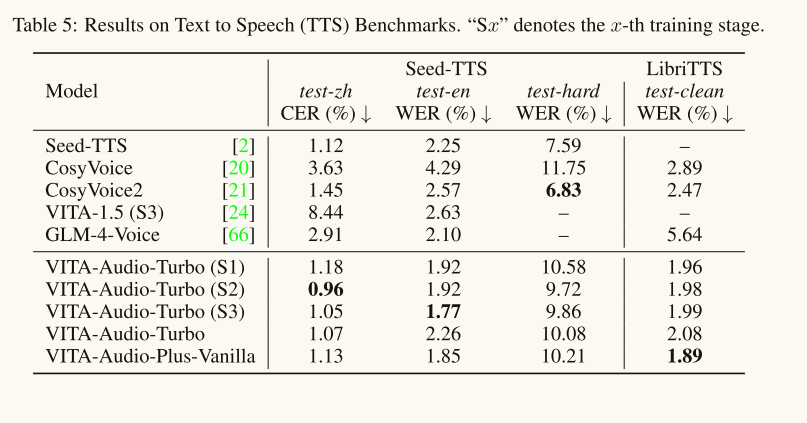 Table 5: Results on Text to Speech (TTS) Benchmarks. “Sx” denotes the x-th training stage.
Seed-TTS LibriTTS
Model test-zh test-en test-hard test-clean
CER (%) ↓ WER (%) ↓ WER (%) ↓ WER (%) ↓
Seed-TTS [2] 1.12 2.25 7.59 –
CosyVoice [20] 3.63 4.29 11.75 2.89
CosyVoice2 [21] 1.45 2.57 6.83 2.47
VITA-1.5 (S3) [24] 8.44 2.63 – –
GLM-4-Voice [66] 2.91 2.10 – 5.64
VITA-Audio-Turbo (S1) 1.18 1.92 10.58 1.96
VITA-Audio-Turbo (S2) 0.96 1.92 9.72 1.98
VITA-Audio-Turbo (S3) 1.05 1.77 9.86 1.99
VITA-Audio-Turbo 1.07 2.26 10.08 2.08
VITA-Audio-Plus-Vanilla 1.13 1.85 10.21 1.89